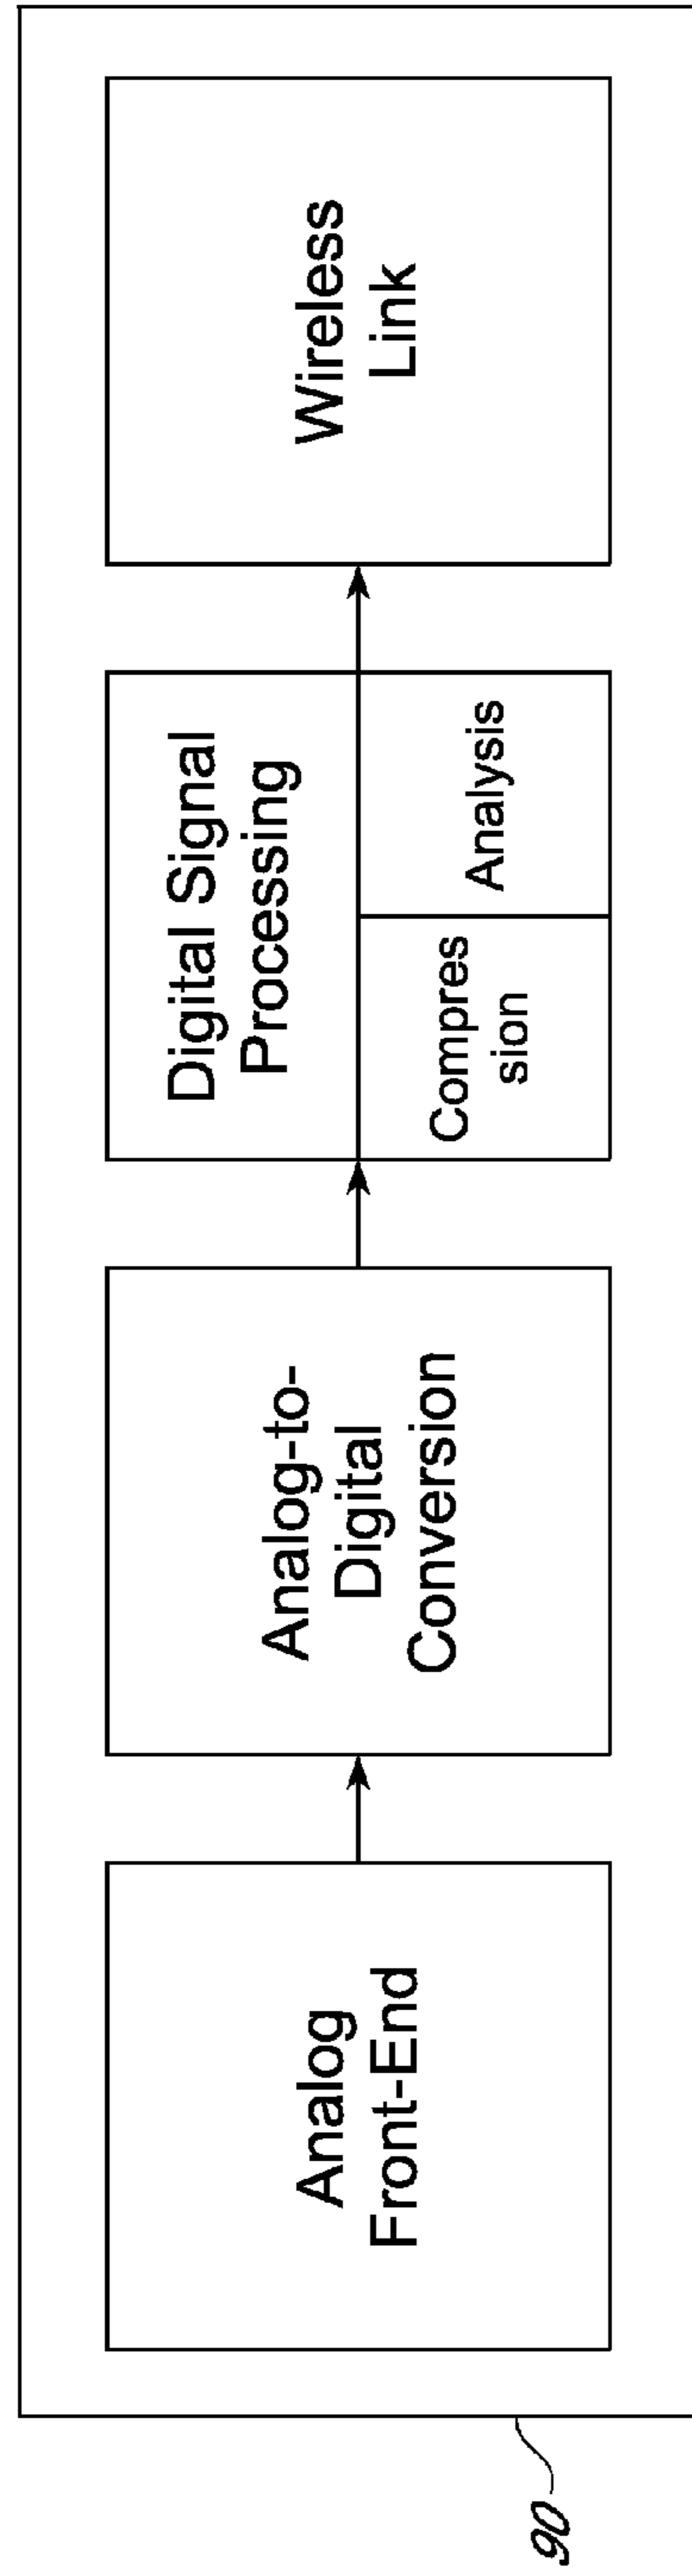 Analog
Front-End
Analog-to-
Digital
Conversion
Digital Signal
Processing
Compres
sion
Analysis
Wireless
Link
90